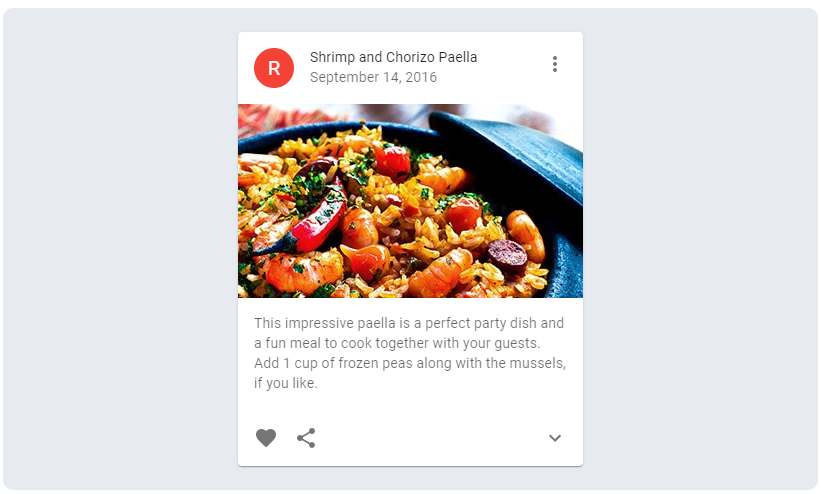 R
Shrimp and Chorizo Paella
September 14, 2016
This impressive paella is a perfect party dish and
a fun meal to cook together with your guests.
Add 1 cup of frozen peas along with the mussels,
if you like.